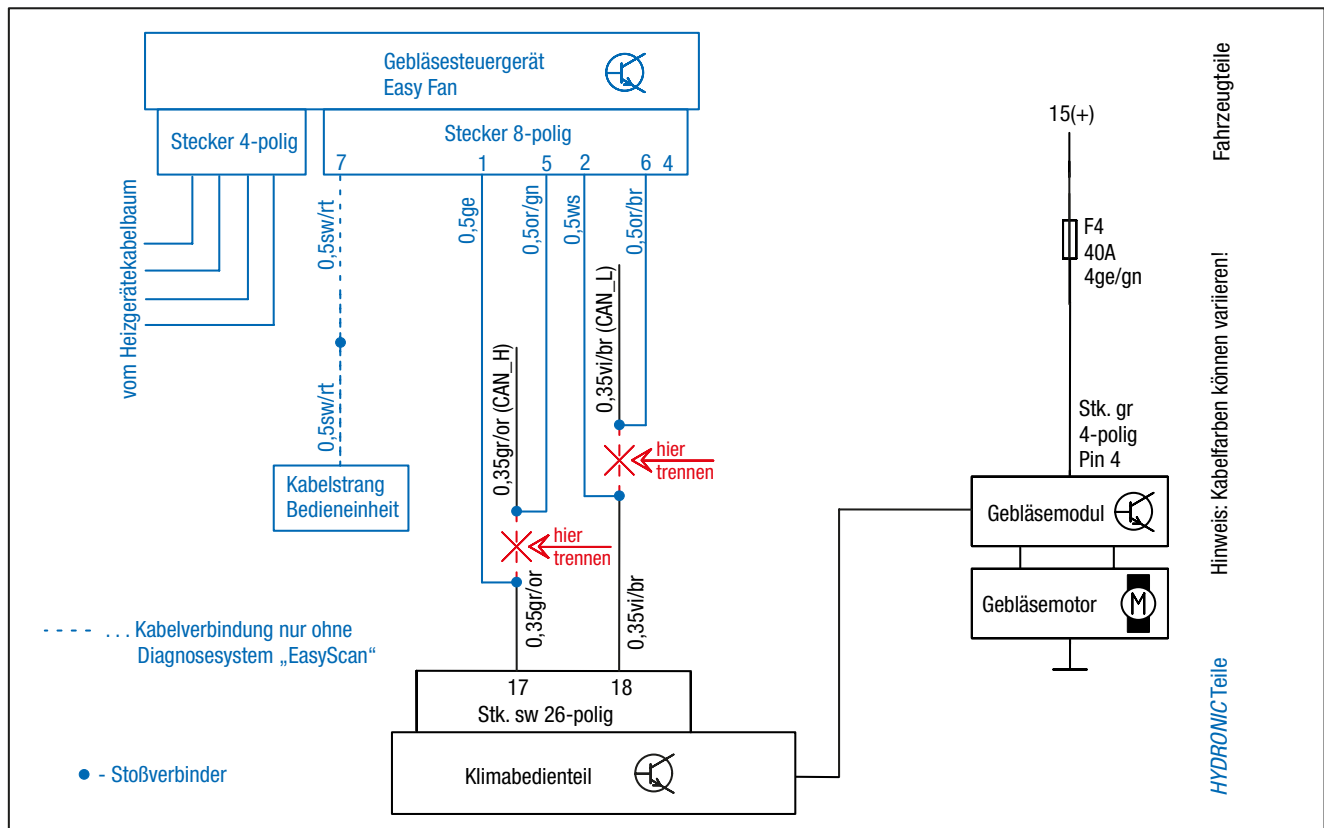 Gebläsesteuergerät
Easy Fan
Stecker 4-polig
Stecker 8-polig
7
1
5
2
6
4
vom Heizgerätekabelbaum
0,5sw/rt
0,5ge
0,5or/gn
0,5ws
0,5or/br
0,5sw/rt
0,35gr/or (CAN_H)
0,35vi/br (CAN_L)
hier
trennen
hier
trennen
Kabelstrang
Bedieneinheit
0,35gr/or
0,35vi/br
- - - - . . . Kabelverbindung nur ohne
Diagnosesystem „EasyScan“
17
18
Stk. sw 26-polig
Klimabedienteil
● - Stoßverbinder
15(+)
F4
40A
4ge/gn
Stk. gr
4-polig
Pin 4
Gebläsemodul
Gebläsemotor
M
Fahrzeugteile
Hinweis: Kabelfarben können variieren!
HYDRONIC Teile